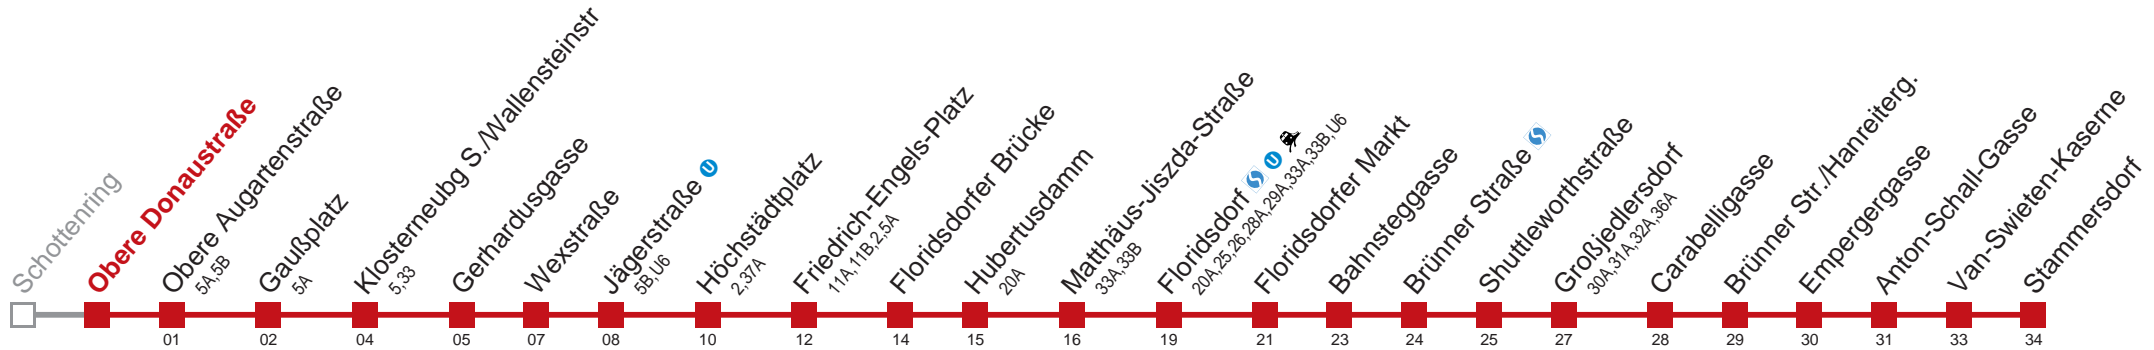 Schottenring
Obere Donaustraße
Obere Augartenstraße
5A,5B
Gaußplatz
5A
Klosterneubg S./Wallensteinstr
5,33
Gerhardusgasse
Wexstraße
Jägerstraße U
5B,U6
Höchstädtplatz
2,37A
Friedrich-Engels-Platz
11A,11B,2,5A
Floridsdorfer Brücke
Hubertusdamm
20A
Matthäus-Jiszda-Straße
33A,33B
Floridsdorf U
20A,25,26,28A,29A,33A,33B,U6
Floridsdorfer Markt
Bahnsteggasse
Brünner Straße
Shuttleworthstraße
Großjedlersdorf
30A,31A,32A,36A
Carabelligasse
Brünner Str./Hanreiterg.
Empergergasse
Anton-Schall-Gasse
Van-Swieten-Kaserne
Stammersdorf
01 02 04 05 07 08 10 12 14 15 16 19 21 23 24 25 27 28 29 30 31 33 34